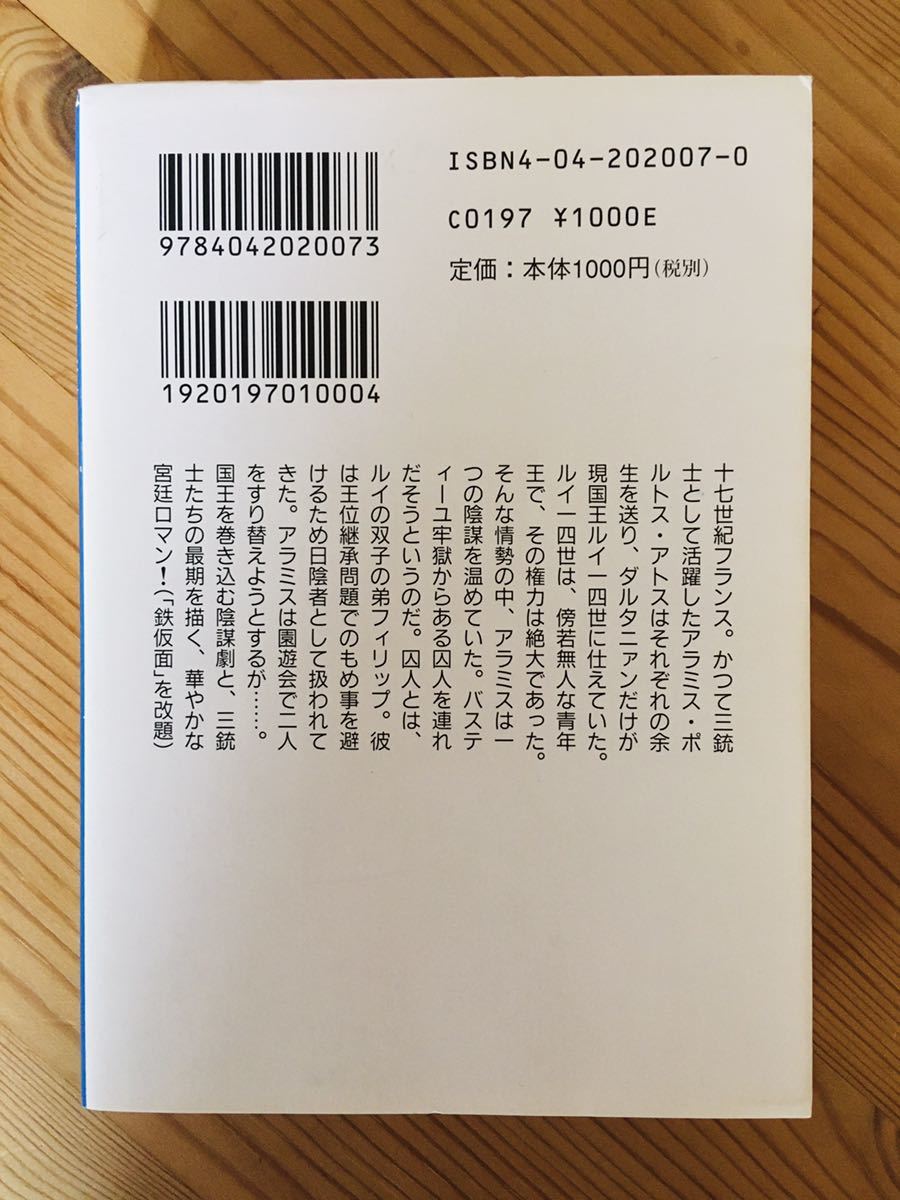 ISBN4-04-202007-0
C0197 ¥1000E
定価：本体1000円（税別）
9784042020073
1920197010004
十七世紀フランス。かつて三銃
士として活躍したアラミス・ポ
ルトス・アトスはそれぞれの余
生を送り、ダルタニァンだけが
現国王ルイ一四世に仕えていた。
ルイ一四世は、傍若無人な青年
王で、その権力は絶大であった。
そんな情勢の中、アラミスは一
つの陰謀を温めていた。バステ
ィーユ牢獄からある囚人を連れ
だそうというのだ。囚人とは、
ルイの双子の弟フィリップ。彼
は王位継承問題でのもめ事を避
けるため日陰者として扱われて
きた。アラミスは園遊会で二人
をすり替えようとするが……。
国王を巻き込む陰謀劇と、三銃
士たちの最期を描く、華やかな
宮廷ロマン！（「鉄仮面」を改題）